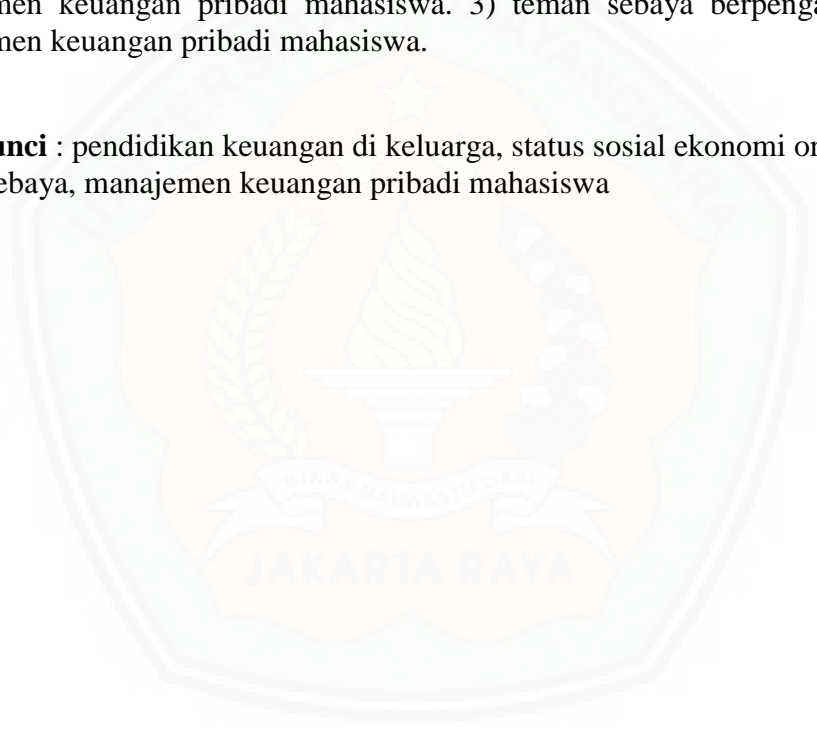 men keuangan pribadi mahasiswa. 3) teman sebaya berpenga
men keuangan pribadi mahasiswa.
unci : pendidikan keuangan di keluarga, status sosial ekonomi or
ebaya, manajemen keuangan pribadi mahasiswa
JAKARTA RAYA